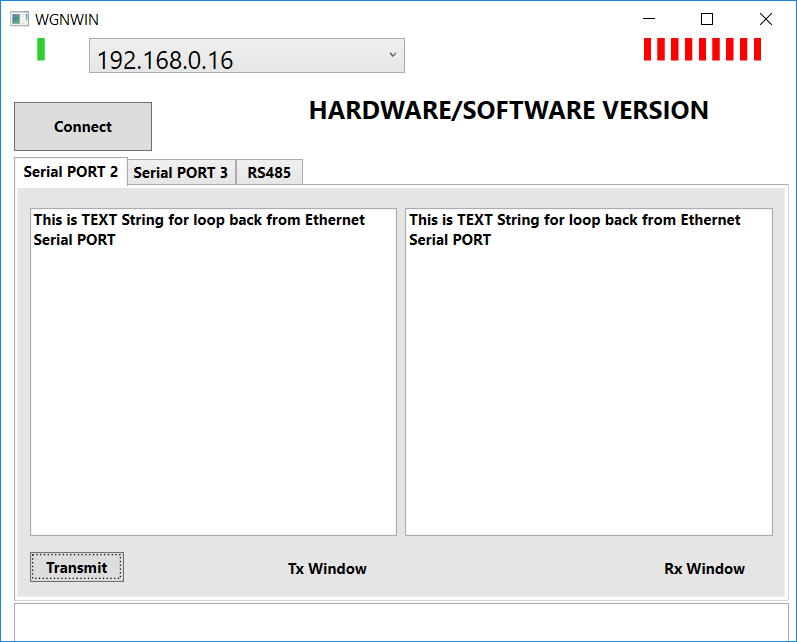 WGNWIN
192.168.0.16
Connect
HARDWARE/SOFTWARE VERSION
Serial PORT 2
Serial PORT 3
RS485
This is TEXT String for loop back from Ethernet
Serial PORT
This is TEXT String for loop back from Ethernet
Serial PORT
Transmit
Tx Window
Rx Window